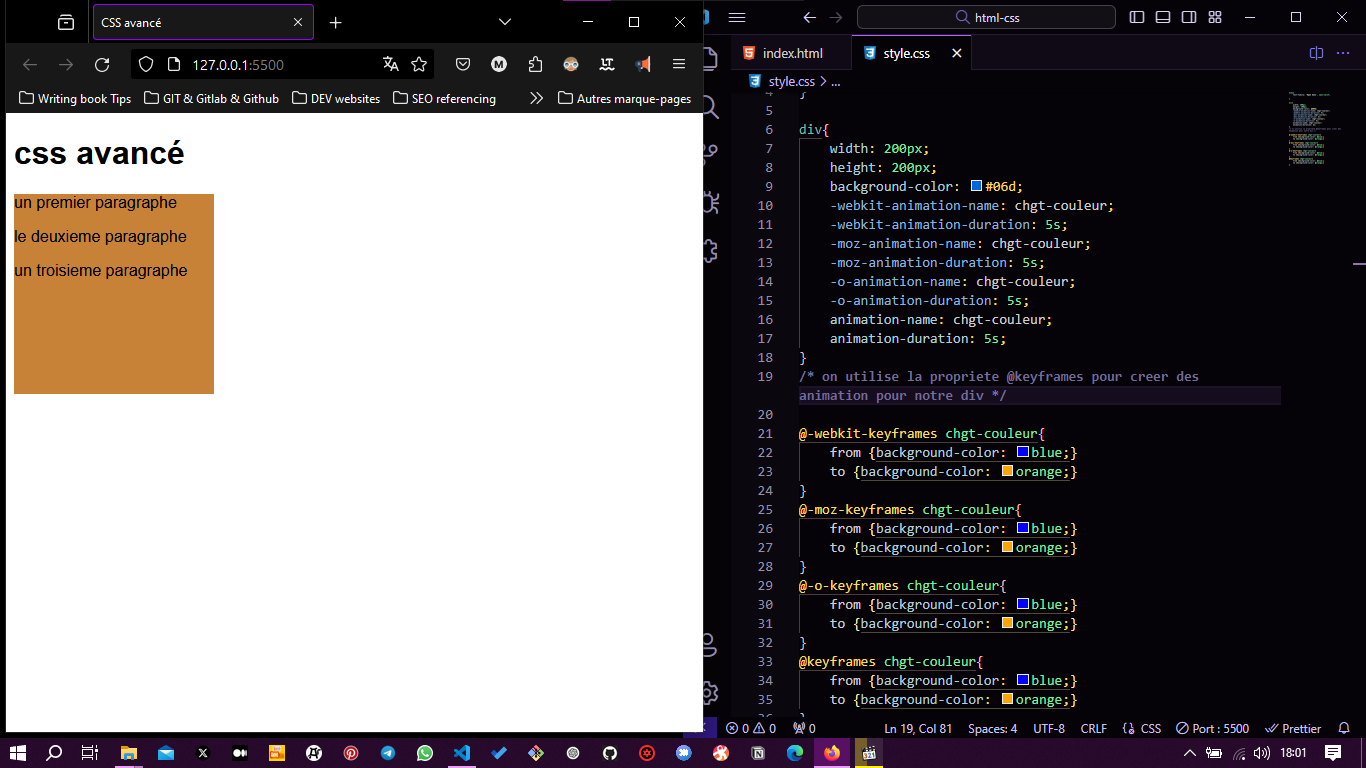 CSS avancé
html-css
127.0.0.1:5500
M
LT
Writing book Tips
GIT & Gitlab & Github
DEV websites
SEO referencing
Autres marque-pages
css avancé
un premier paragraphe
le deuxieme paragraphe
un troisieme paragraphe
index.html
style.css
style.css > ...
4 }
5
6 div{
7 width: 200px;
8 height: 200px;
9 background-color: #06d;
10 -webkit-animation-name: chgt-couleur;
11 -webkit-animation-duration: 5s;
12 -moz-animation-name: chgt-couleur;
13 -moz-animation-duration: 5s;
14 -o-animation-name: chgt-couleur;
15 -o-animation-duration: 5s;
16 animation-name: chgt-couleur;
17 animation-duration: 5s;
18 }
19 /* on utilise la propriete @keyframes pour creer des
animation pour notre div */
20
21 @-webkit-keyframes chgt-couleur{
22 from {background-color: blue;}
23 to {background-color: orange;}
24 }
25 @-moz-keyframes chgt-couleur{
26 from {background-color: blue;}
27 to {background-color: orange;}
28 }
29 @-o-keyframes chgt-couleur{
30 from {background-color: blue;}
31 to {background-color: orange;}
32 }
33 @keyframes chgt-couleur{
34 from {background-color: blue;}
35 to {background-color: orange;}
36 }
0 0 0 Ln 19, Col 81 Spaces: 4 UTF-8 CRLF {} CSS Port : 5500 Prettier
18:01